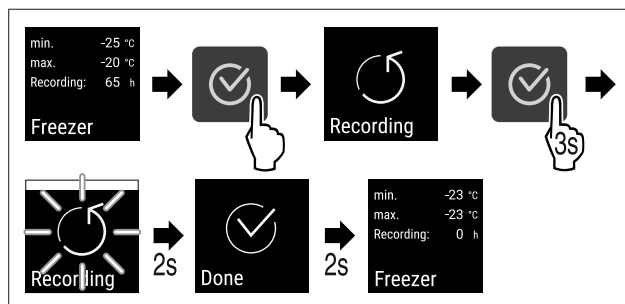 min. -25 °C
max. -20 °C
Recording: 65 h
Freezer
Recording
3s
Recording
2s
Done
2s
min. -23 °C
max. -23 °C
Recording: 0 h
Freezer